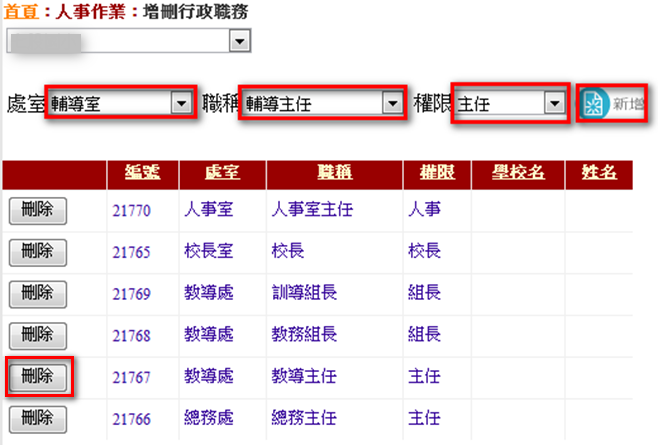 首頁：人事作業：增刪行政職務
處室 輔導室 職稱 輔導主任 權限 主任 新增
編號 處室 職稱 權限 學校名 姓名
刪除 21770 人事室 人事室主任 人事
刪除 21765 校長室 校長 校長
刪除 21769 教導處 訓導組長 組長
刪除 21768 教導處 教務組長 組長
刪除 21767 教導處 教導主任 主任
刪除 21766 總務處 總務主任 主任